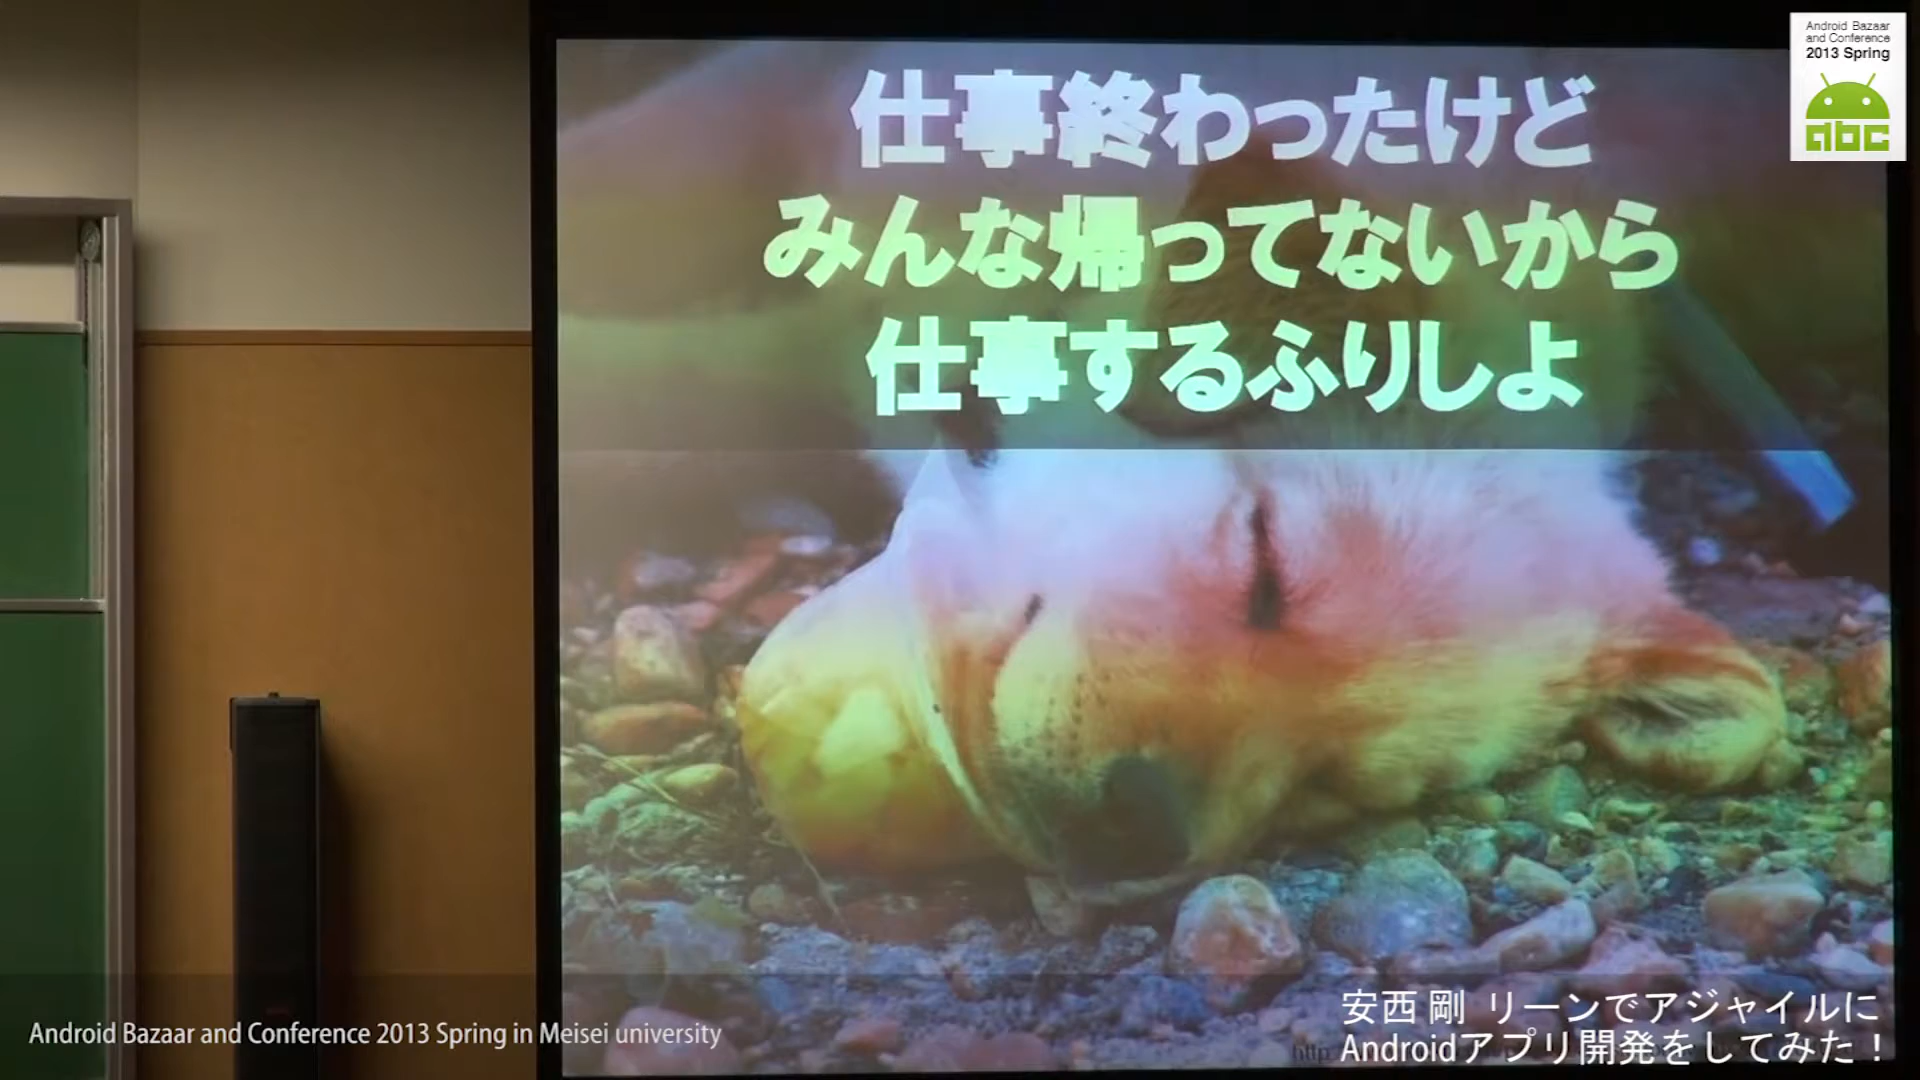 Android Bazaar
and Conference
2013 Spring
abc
仕事終わったけど
みんな帰ってないから
仕事するふりしよ
安西 剛 リーンでアジャイルに
Androidアプリ開発をしてみた！
Android Bazaar and Conference 2013 Spring in Meisei university